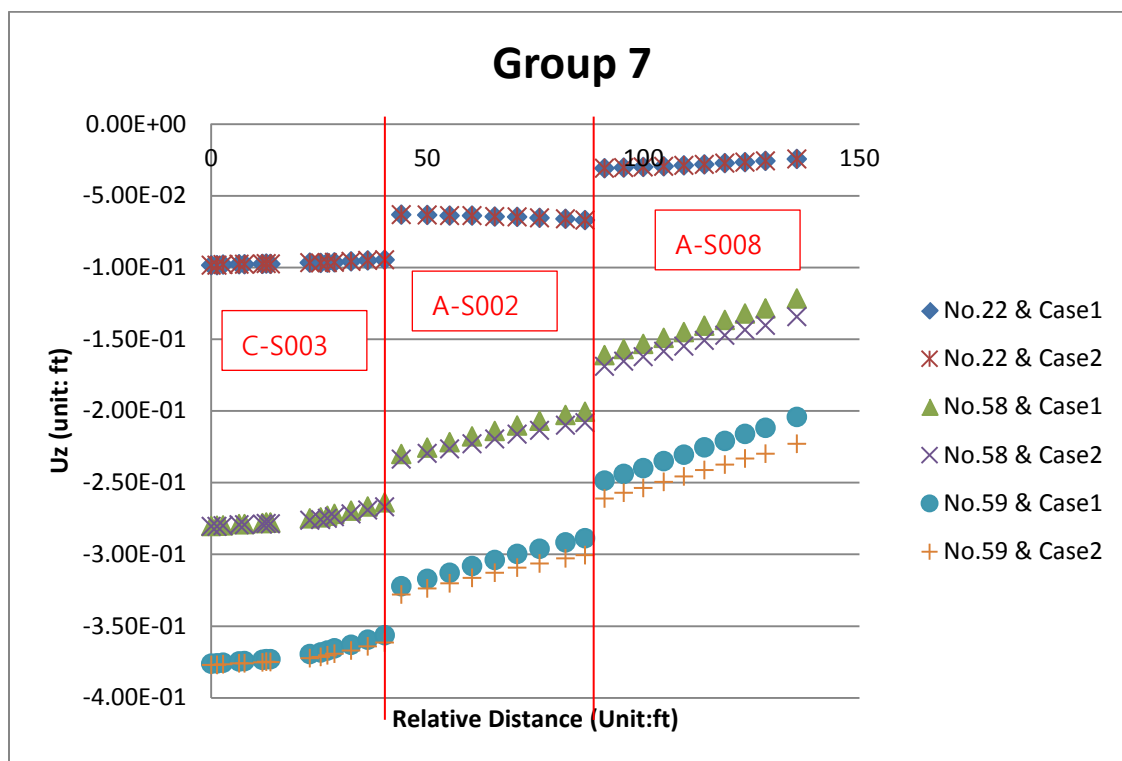 Group 7
0.00E+00
0
50
100
150
-5.00E-02
-1.00E-01
-1.50E-01
-2.00E-01
-2.50E-01
-3.00E-01
-3.50E-01
-4.00E-01
Uz (unit: ft)
Relative Distance (Unit:ft)
C-S003
A-S002
A-S008
No.22 & Case1
No.22 & Case2
No.58 & Case1
No.58 & Case2
No.59 & Case1
No.59 & Case2